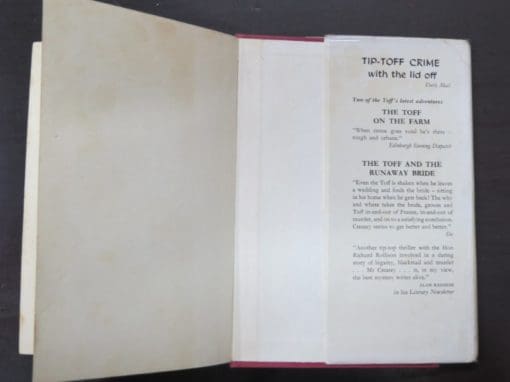 TIP-TOFF CRIME
with the lid off
Daily Mail
Two of the Toff's latest adventures
THE TOFF
ON THE FARM
"When crime goes rural he's there –
tough and urbane."
Edinburgh Evening Dispatch
THE TOFF AND THE
RUNAWAY BRIDE
"Even the Toff is shaken when he leaves
a wedding and finds the bride – sitting
in his home when he gets back! The why
and where takes the bride, groom and
Toff in-and-out of France, in-and-out of
murder, and on to a satisfying conclusion.
Creasey seems to get better and better."
"Another tip-top thriller with the Hon
Richard Rollison involved in a daring
story of legacy, blackmail and murder
. . . Mr Creasey . . . is, in my view,
the best mystery writer alive."
in his Literary Newsletter